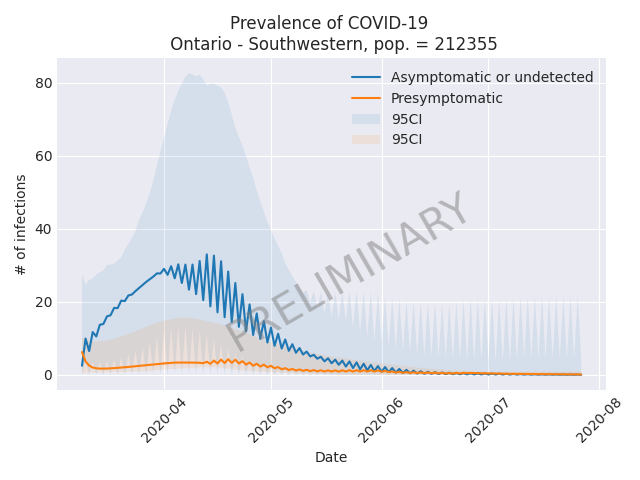 Prevalence of COVID-19
Ontario - Southwestern, pop. = 212355
Asymptomatic or undetected
Presymptomatic
95CI
95CI
# of infections
80
60
40
20
0
PRELIMINARY
2020-04
2020-05
2020-06
2020-07
2020-08
Date